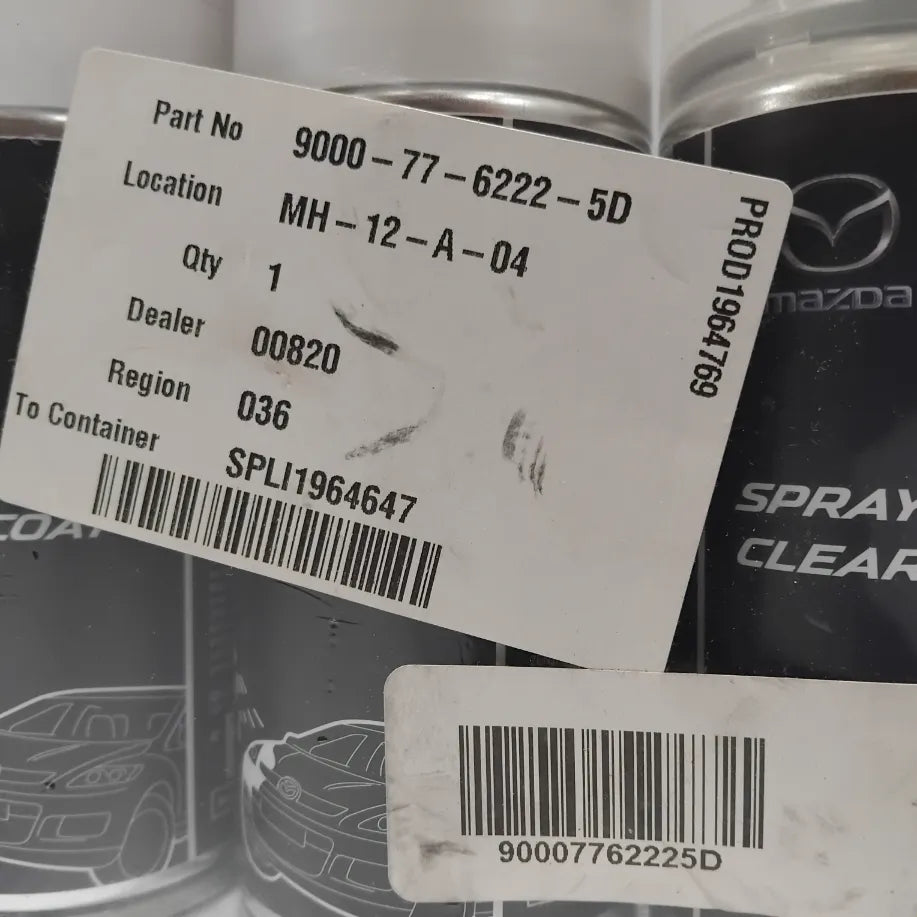 Part No 9000-77-6222-5D
Location MH-12-A-04
Qty 1
Dealer 00820
Region 036
To Container SPLI1964647
PROD1964769
mazda
SPRAY
CLEAR
90007762225D